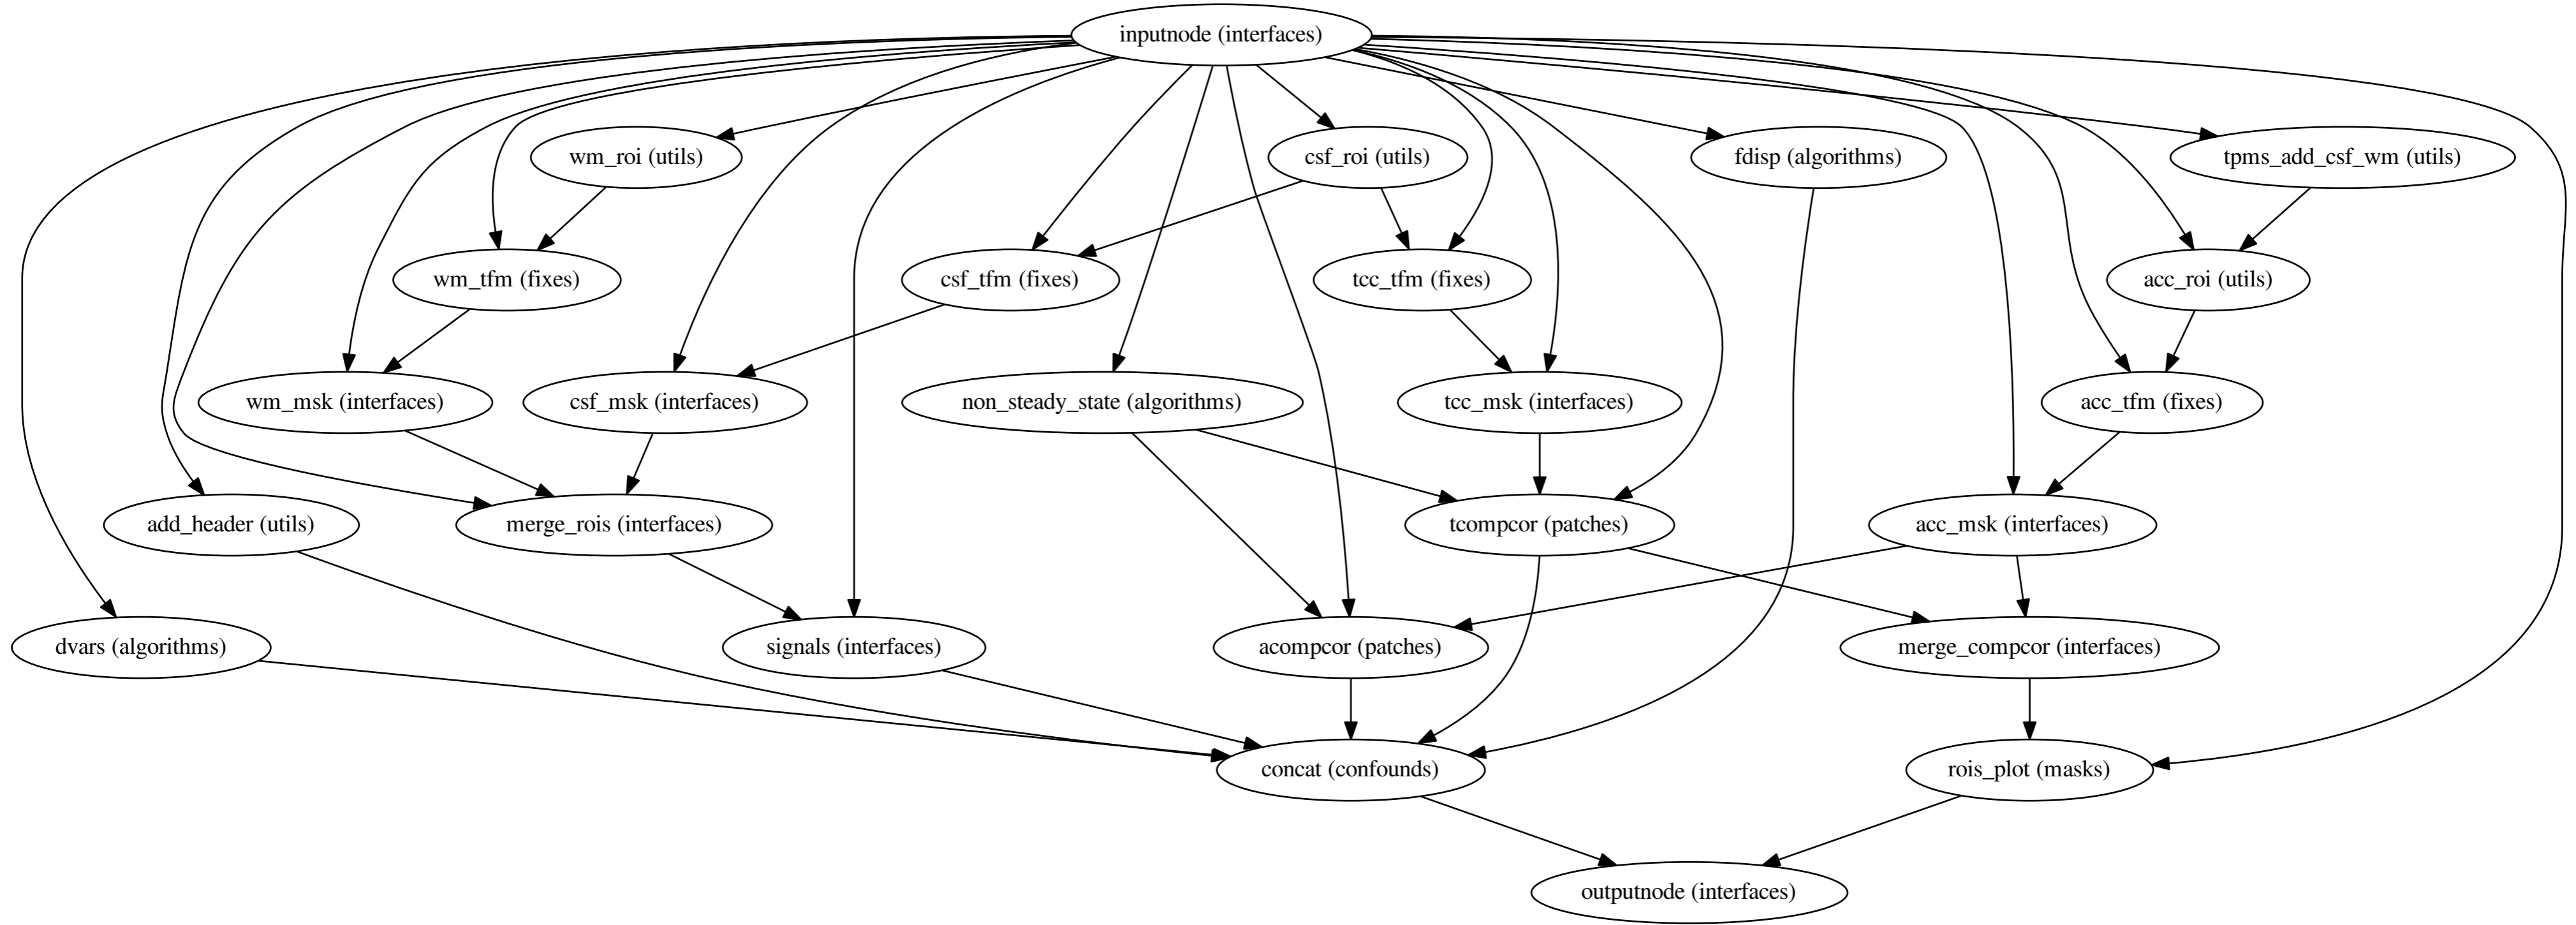 inputnode (interfaces)
wm_roi (utils)
csf_roi (utils)
fdisp (algorithms)
tpms_add_csf_wm (utils)
wm_tfm (fixes)
csf_tfm (fixes)
tcc_tfm (fixes)
acc_roi (utils)
wm_msk (interfaces)
csf_msk (interfaces)
non_steady_state (algorithms)
tcc_msk (interfaces)
acc_tfm (fixes)
add_header (utils)
merge_rois (interfaces)
tcompcor (patches)
acc_msk (interfaces)
dvars (algorithms)
signals (interfaces)
acompcor (patches)
merge_compcor (interfaces)
concat (confounds)
rois_plot (masks)
outputnode (interfaces)